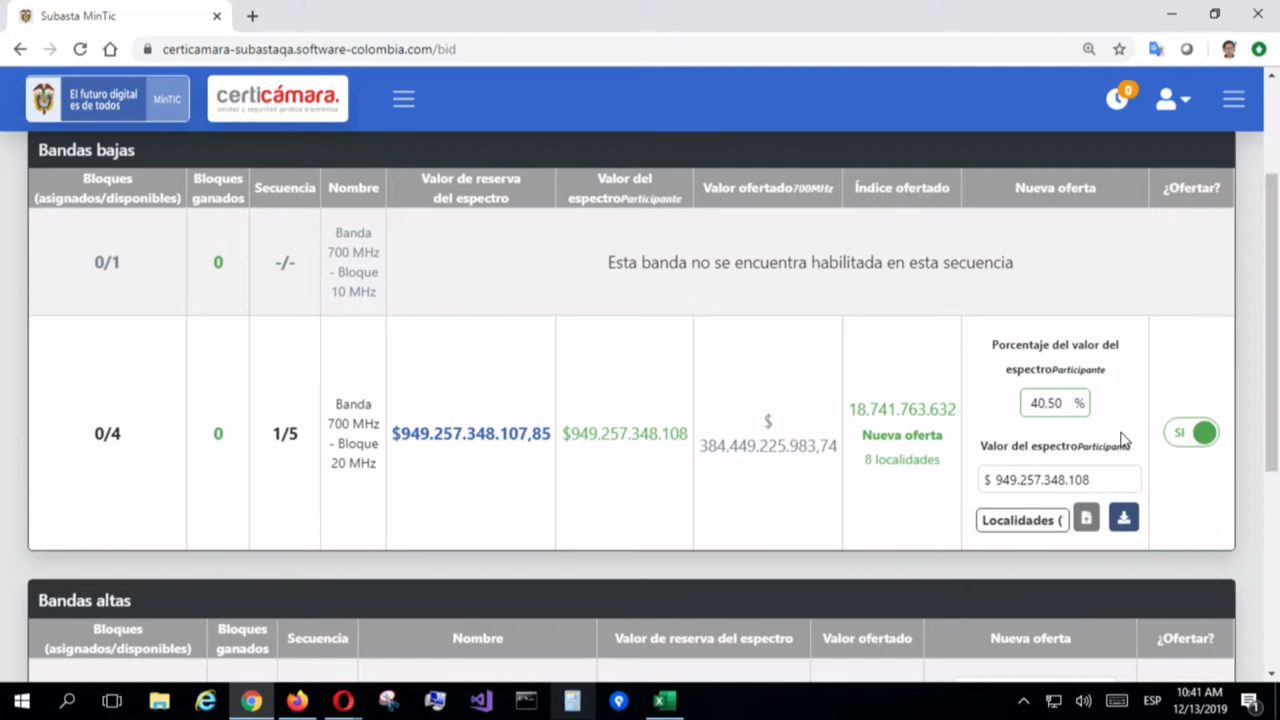 Subasta MinTic
certicamara-subastaqa.software-colombia.com/bid
El futuro digital
es de todos
MinTIC
certicámara.
0
Bandas bajas
Bloques
(asignados/disponibles)
Bloques
ganados
Secuencia
Nombre
Valor de reserva
del espectro
Valor del
espectroParticipante
Valor ofertado700MHz
Índice ofertado
Nueva oferta
¿Ofertar?
0/1
0
-/-
Banda
700 MHz
- Bloque
10 MHz
Esta banda no se encuentra habilitada en esta secuencia
0/4
0
1/5
Banda
700 MHz
- Bloque
20 MHz
$949.257.348.107,85
$949.257.348.108
$
384.449.225.983,74
18.741.763.632
Nueva oferta
8 localidades
Porcentaje del valor del
espectroParticipante
40,50 %
Valor del espectroParticipante
$ 949.257.348.108
Localidades (
SI
Bandas altas
Bloques
(asignados/disponibles)
Bloques
ganados
Secuencia
Nombre
Valor de reserva del espectro
Valor ofertado
Nueva oferta
¿Ofertar?
ESP
10:41 AM
12/13/2019
1